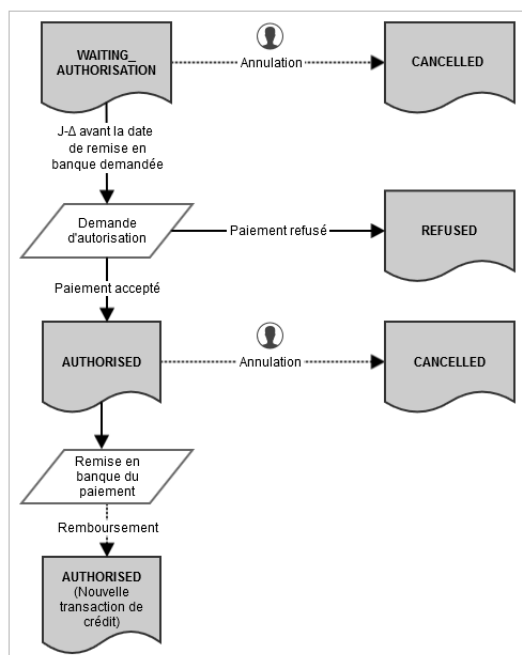 WAITING_
AUTHORISATION
Annulation
CANCELLED
J-Δ avant la date
de remise en
banque demandée
Demande
d'autorisation
Paiement refusé
REFUSED
Paiement accepté
AUTHORISED
Annulation
CANCELLED
Remise en
banque du
paiement
Remboursement
AUTHORISED
(Nouvelle
transaction de
crédit)